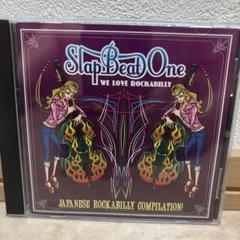 Slap Beat One
WE LOVE ROCKABILLY
JAPANESE ROCKABILLY COMPILATION!